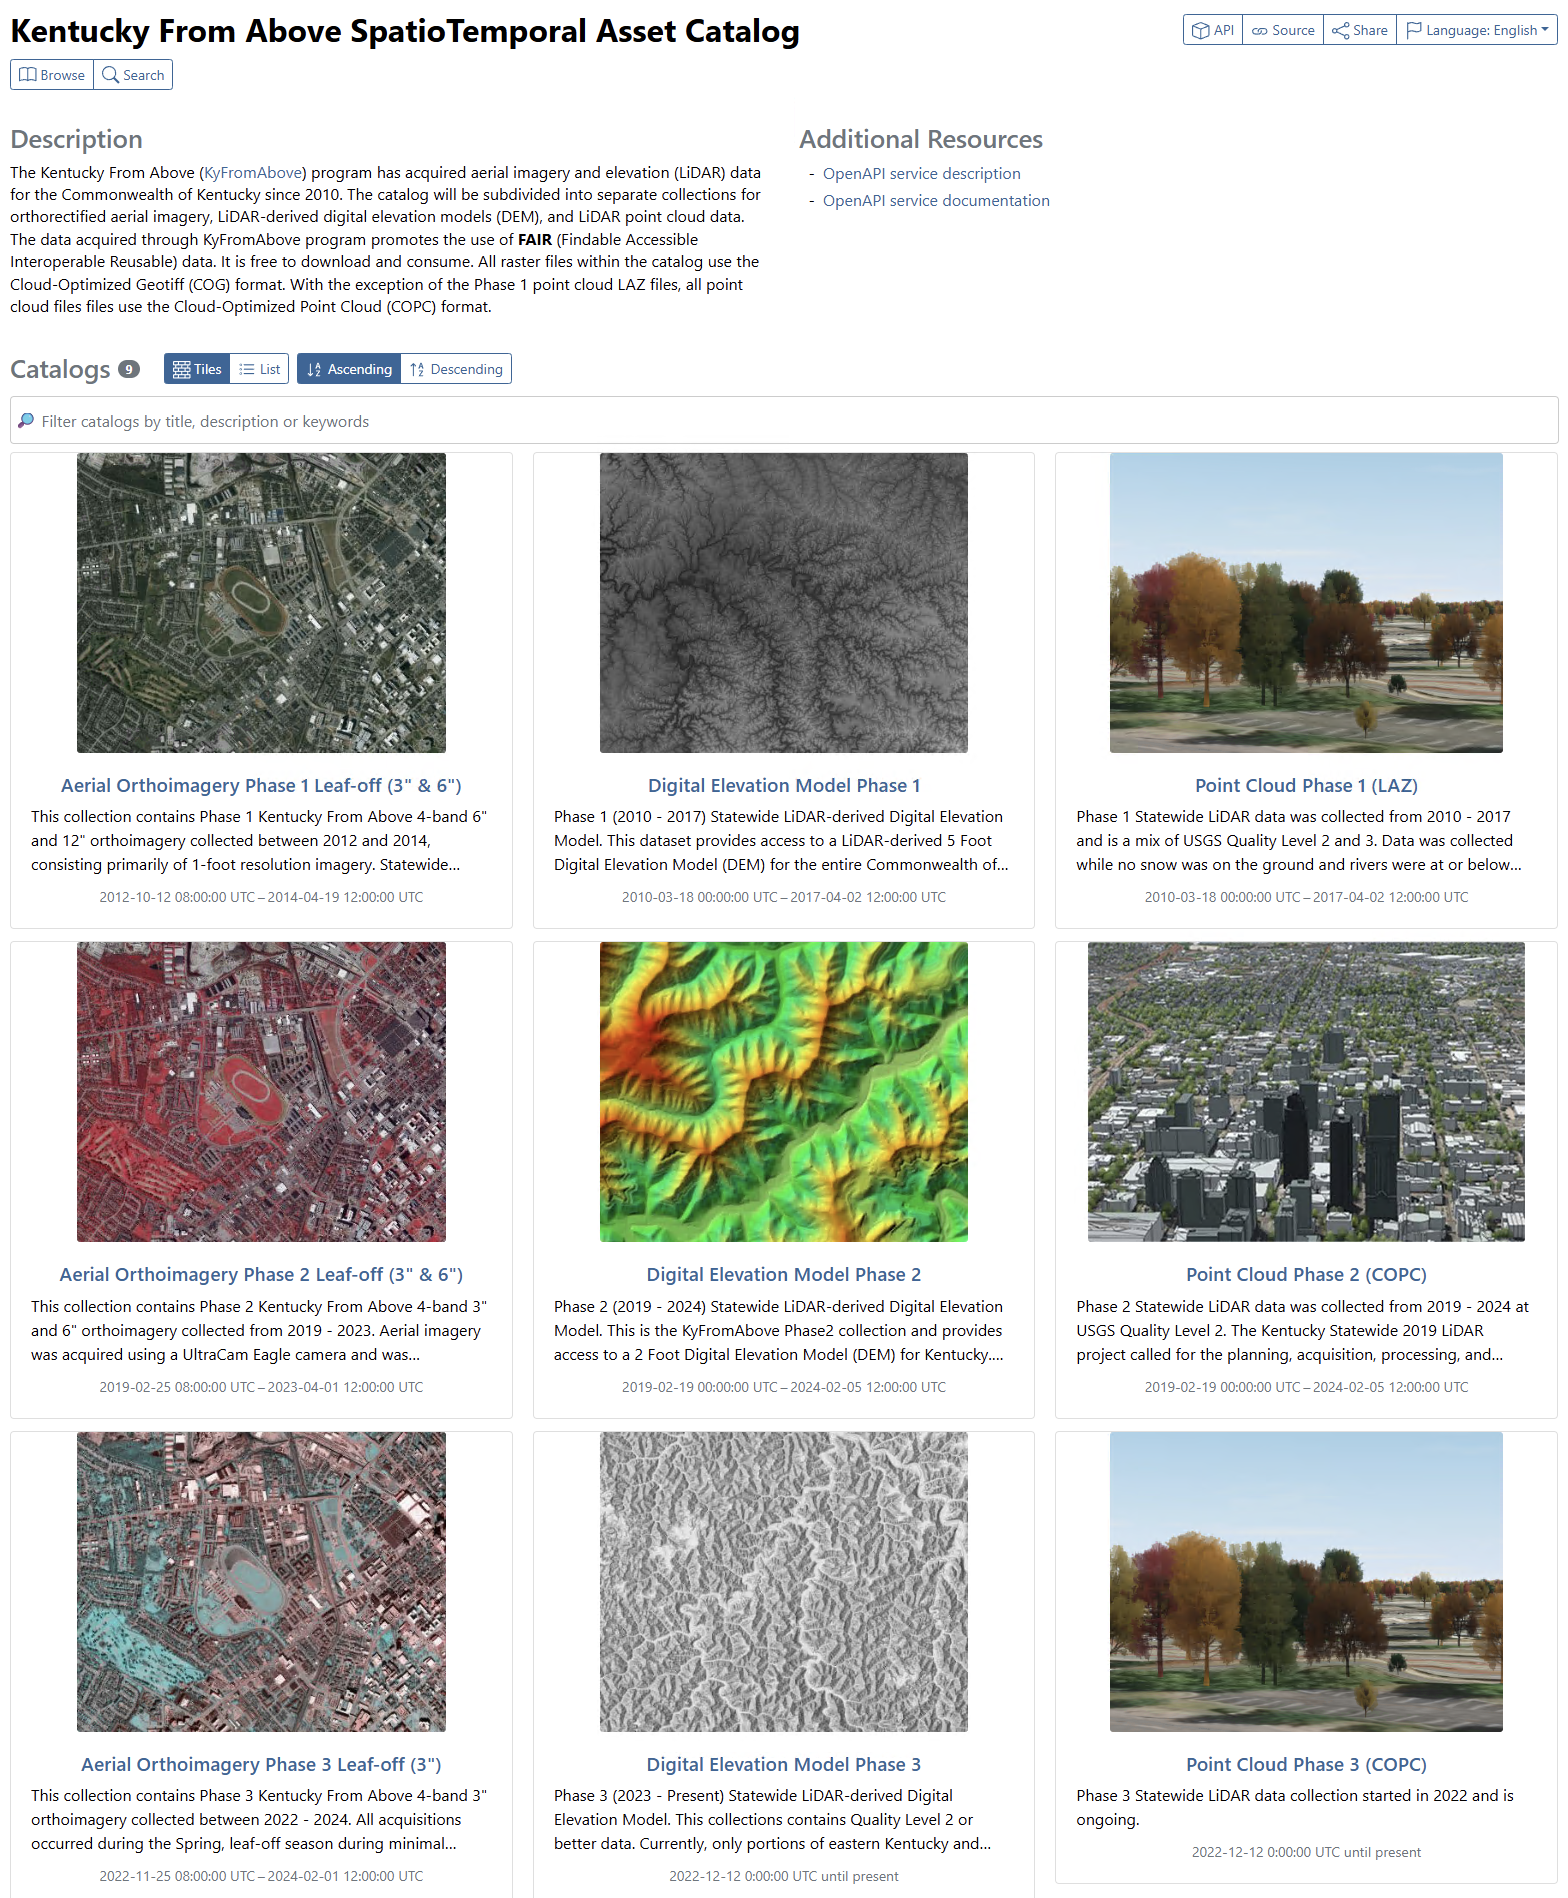 Kentucky From Above SpatioTemporal Asset Catalog
API
Source
Share
Language: English
Browse
Search
Description
The Kentucky From Above (KyFromAbove) program has acquired aerial imagery and elevation (LiDAR) data
for the Commonwealth of Kentucky since 2010. The catalog will be subdivided into separate collections for
orthorectified aerial imagery, LiDAR-derived digital elevation models (DEM), and LiDAR point cloud data.
The data acquired through KyFromAbove program promotes the use of FAIR (Findable Accessible
Interoperable Reusable) data. It is free to download and consume. All raster files within the catalog use the
Cloud-Optimized Geotiff (COG) format. With the exception of the Phase 1 point cloud LAZ files, all point
cloud files files use the Cloud-Optimized Point Cloud (COPC) format.
Additional Resources
- OpenAPI service description
- OpenAPI service documentation
Catalogs 9
Tiles
List
Ascending
Descending
Filter catalogs by title, description or keywords
Aerial Orthoimagery Phase 1 Leaf-off (3" & 6")
This collection contains Phase 1 Kentucky From Above 4-band 6"
and 12" orthoimagery collected between 2012 and 2014,
consisting primarily of 1-foot resolution imagery. Statewide...
2012-10-12 08:00:00 UTC – 2014-04-19 12:00:00 UTC
Digital Elevation Model Phase 1
Phase 1 (2010 - 2017) Statewide LiDAR-derived Digital Elevation
Model. This dataset provides access to a LiDAR-derived 5 Foot
Digital Elevation Model (DEM) for the entire Commonwealth of...
2010-03-18 00:00:00 UTC – 2017-04-02 12:00:00 UTC
Point Cloud Phase 1 (LAZ)
Phase 1 Statewide LiDAR data was collected from 2010 - 2017
and is a mix of USGS Quality Level 2 and 3. Data was collected
while no snow was on the ground and rivers were at or below...
2010-03-18 00:00:00 UTC – 2017-04-02 12:00:00 UTC
Aerial Orthoimagery Phase 2 Leaf-off (3" & 6")
This collection contains Phase 2 Kentucky From Above 4-band 3"
and 6" orthoimagery collected from 2019 - 2023. Aerial imagery
was acquired using a UltraCam Eagle camera and was...
2019-02-25 08:00:00 UTC – 2023-04-01 12:00:00 UTC
Digital Elevation Model Phase 2
Phase 2 (2019 - 2024) Statewide LiDAR-derived Digital Elevation
Model. This is the KyFromAbove Phase2 collection and provides
access to a 2 Foot Digital Elevation Model (DEM) for Kentucky....
2019-02-19 00:00:00 UTC – 2024-02-05 12:00:00 UTC
Point Cloud Phase 2 (COPC)
Phase 2 Statewide LiDAR data was collected from 2019 - 2024 at
USGS Quality Level 2. The Kentucky Statewide 2019 LiDAR
project called for the planning, acquisition, processing, and...
2019-02-19 00:00:00 UTC – 2024-02-05 12:00:00 UTC
Aerial Orthoimagery Phase 3 Leaf-off (3")
This collection contains Phase 3 Kentucky From Above 4-band 3"
orthoimagery collected between 2022 - 2024. All acquisitions
occurred during the Spring, leaf-off season during minimal...
2022-11-25 08:00:00 UTC – 2024-02-01 12:00:00 UTC
Digital Elevation Model Phase 3
Phase 3 (2023 - Present) Statewide LiDAR-derived Digital
Elevation Model. This collections contains Quality Level 2 or
better data. Currently, only portions of eastern Kentucky and...
2022-12-12 0:00:00 UTC until present
Point Cloud Phase 3 (COPC)
Phase 3 Statewide LiDAR data collection started in 2022 and is
ongoing.
2022-12-12 0:00:00 UTC until present